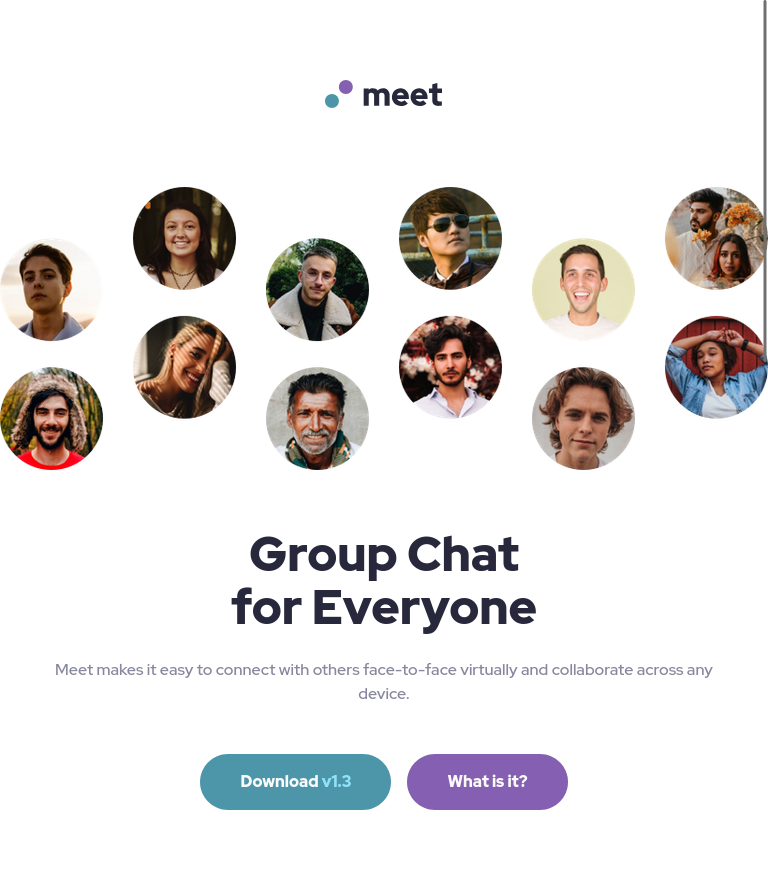 meet
Group Chat
for Everyone
Meet makes it easy to connect with others face-to-face virtually and collaborate across any
device.
Download v1.3
What is it?